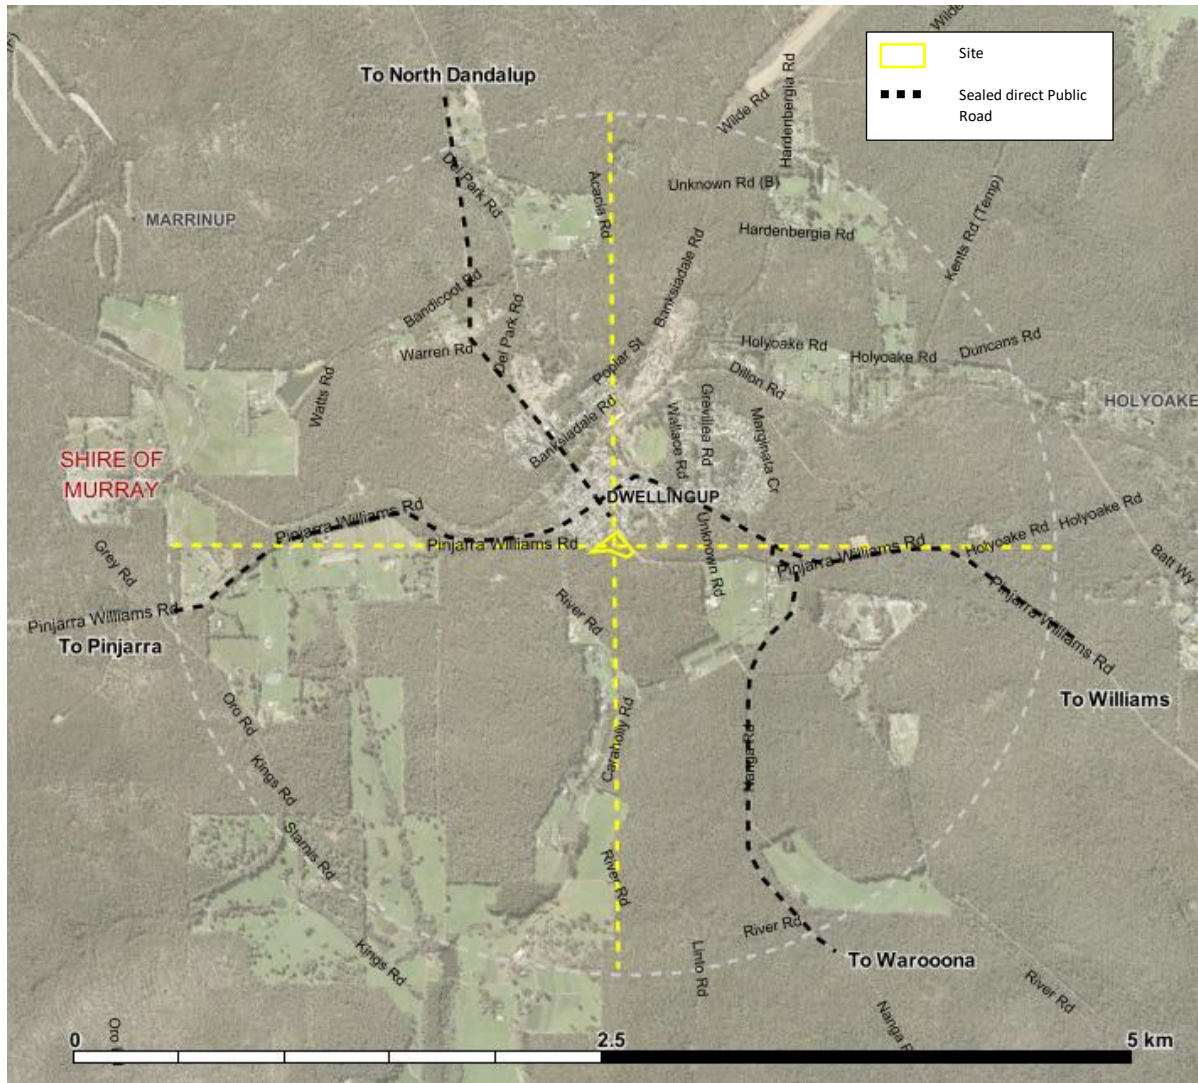 Wilde
Site
To North Dandalup
Hardenbergia Rd
Sealed direct Public
Road
Wilde Rd
Del Park Rd
Acacia Rd
Unknown Rd (B)
MARRINUP
Kents Rd (Temp)
Hardenbergia Rd
Banksiadale Rd
Bandicoot Rd
Del Park Rd
Warren Rd
Poplar St
Holyoake Rd
Holyoake Rd
Duncans Rd
Dillon Rd
Watts Rd
HOLYOAKE
Banksiadale Rd
Wallace Rd
Grevillea Rd
Marginata Cr
SHIRE OF
MURRAY
DWELLINGUP
Pinjarra Williams Rd
Pinjarra Williams Rd
Unknown Rd
Pinjarra Williams Rd
Holyoake Rd
Holyoake Rd
Grey Rd
Batt Wy
Pinjarra Williams Rd
River Rd
Pinjarra Williams Rd
To Pinjarra
To Williams
Oro Rd
Caraholly Rd
Nanga Rd
Kings Rd
Starnis Rd
River Rd
River Rd
Kings Rd
Linto Rd
To Warooona
River Rd
Nanga R
Oro
0
2.5
5 km